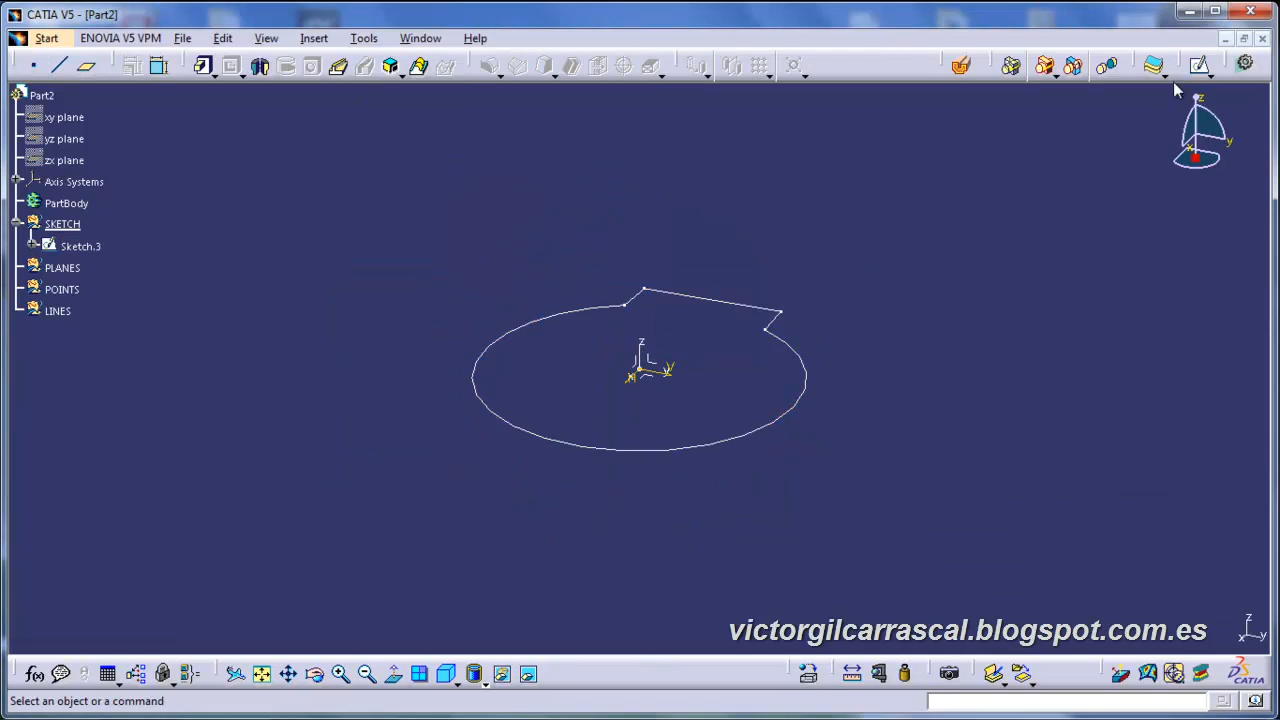 CATIA V5 - [Part2]
Start ENOVIA V5 VPM File Edit View Insert Tools Window Help
Part2
xy plane
yz plane
zx plane
Axis Systems
PartBody
SKETCH
Sketch.3
PLANES
POINTS
LINES
z
y
x
z
y
x
z
x y
victorgilcarrascal.blogspot.com.es
f(x)
CATIA
Select an object or a command